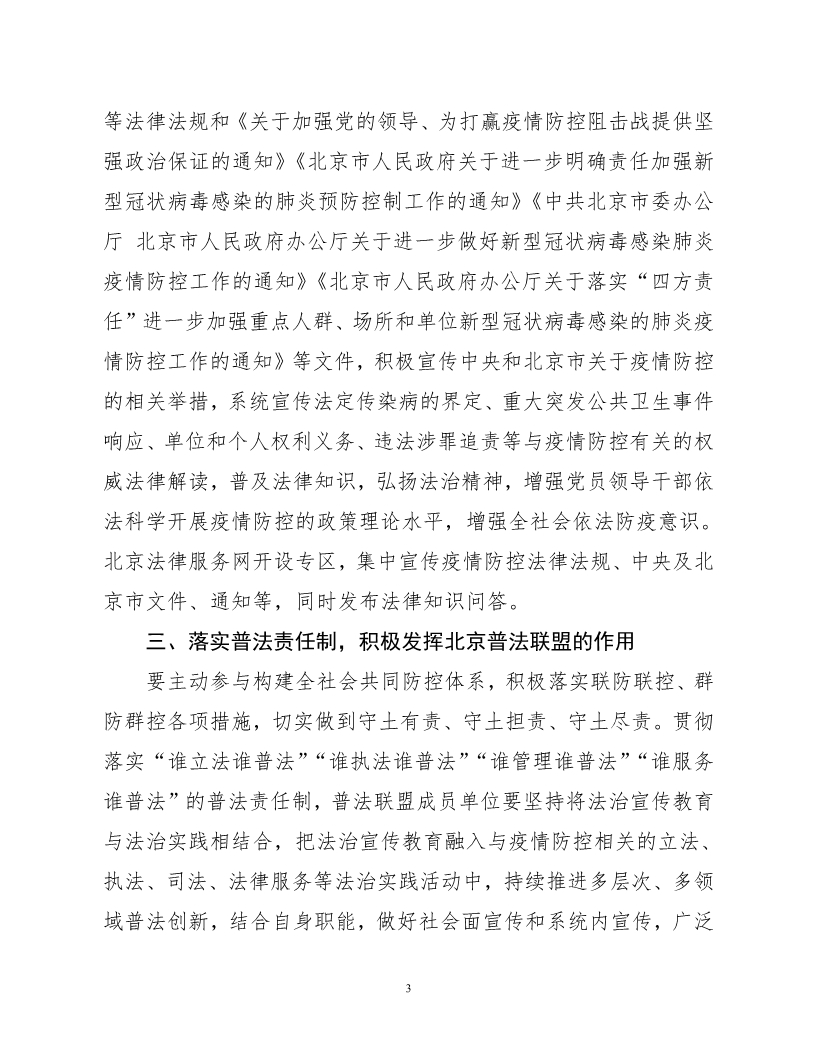 等法律法规和《关于加强党的领导、为打赢疫情防控阻击战提供坚
强政治保证的通知》《北京市人民政府关于进一步明确责任加强新
型冠状病毒感染的肺炎预防控制工作的通知》《中共北京市委办公
厅 北京市人民政府办公厅关于进一步做好新型冠状病毒感染肺炎
疫情防控工作的通知》《北京市人民政府办公厅关于落实“四方责
任”进一步加强重点人群、场所和单位新型冠状病毒感染的肺炎疫
情防控工作的通知》等文件，积极宣传中央和北京市关于疫情防控
的相关举措，系统宣传法定传染病的界定、重大突发公共卫生事件
响应、单位和个人权利义务、违法涉罪追责等与疫情防控有关的权
威法律解读，普及法律知识，弘扬法治精神，增强党员领导干部依
法科学开展疫情防控的政策理论水平，增强全社会依法防疫意识。
北京法律服务网开设专区，集中宣传疫情防控法律法规、中央及北
京市文件、通知等，同时发布法律知识问答。
三、落实普法责任制，积极发挥北京普法联盟的作用
要主动参与构建全社会共同防控体系，积极落实联防联控、群
防群控各项措施，切实做到守土有责、守土担责、守土尽责。贯彻
落实“谁立法谁普法”“谁执法谁普法”“谁管理谁普法”“谁服务
谁普法”的普法责任制，普法联盟成员单位要坚持将法治宣传教育
与法治实践相结合，把法治宣传教育融入与疫情防控相关的立法、
执法、司法、法律服务等法治实践活动中，持续推进多层次、多领
域普法创新，结合自身职能，做好社会面宣传和系统内宣传，广泛
3